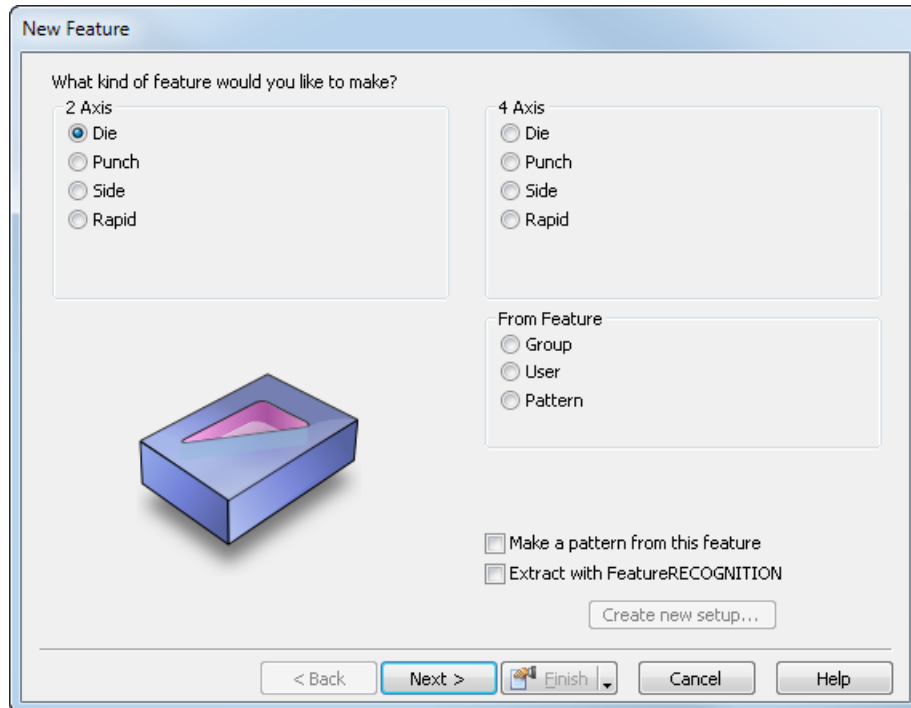 New Feature
What kind of feature would you like to make?
2 Axis
Die
Punch
Side
Rapid
4 Axis
Die
Punch
Side
Rapid
From Feature
Group
User
Pattern
Make a pattern from this feature
Extract with FeatureRECOGNITION
Create new setup...
< Back
Next >
Finish
Cancel
Help